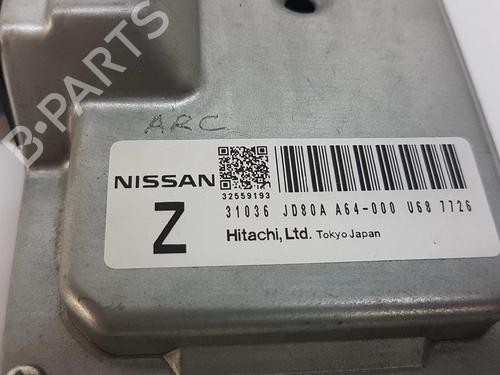 B-PARTS
ARC
NISSAN
32559193
Z
31036 JD80A A64-000 U68 7726
Hitachi, Ltd. Tokyo Japan